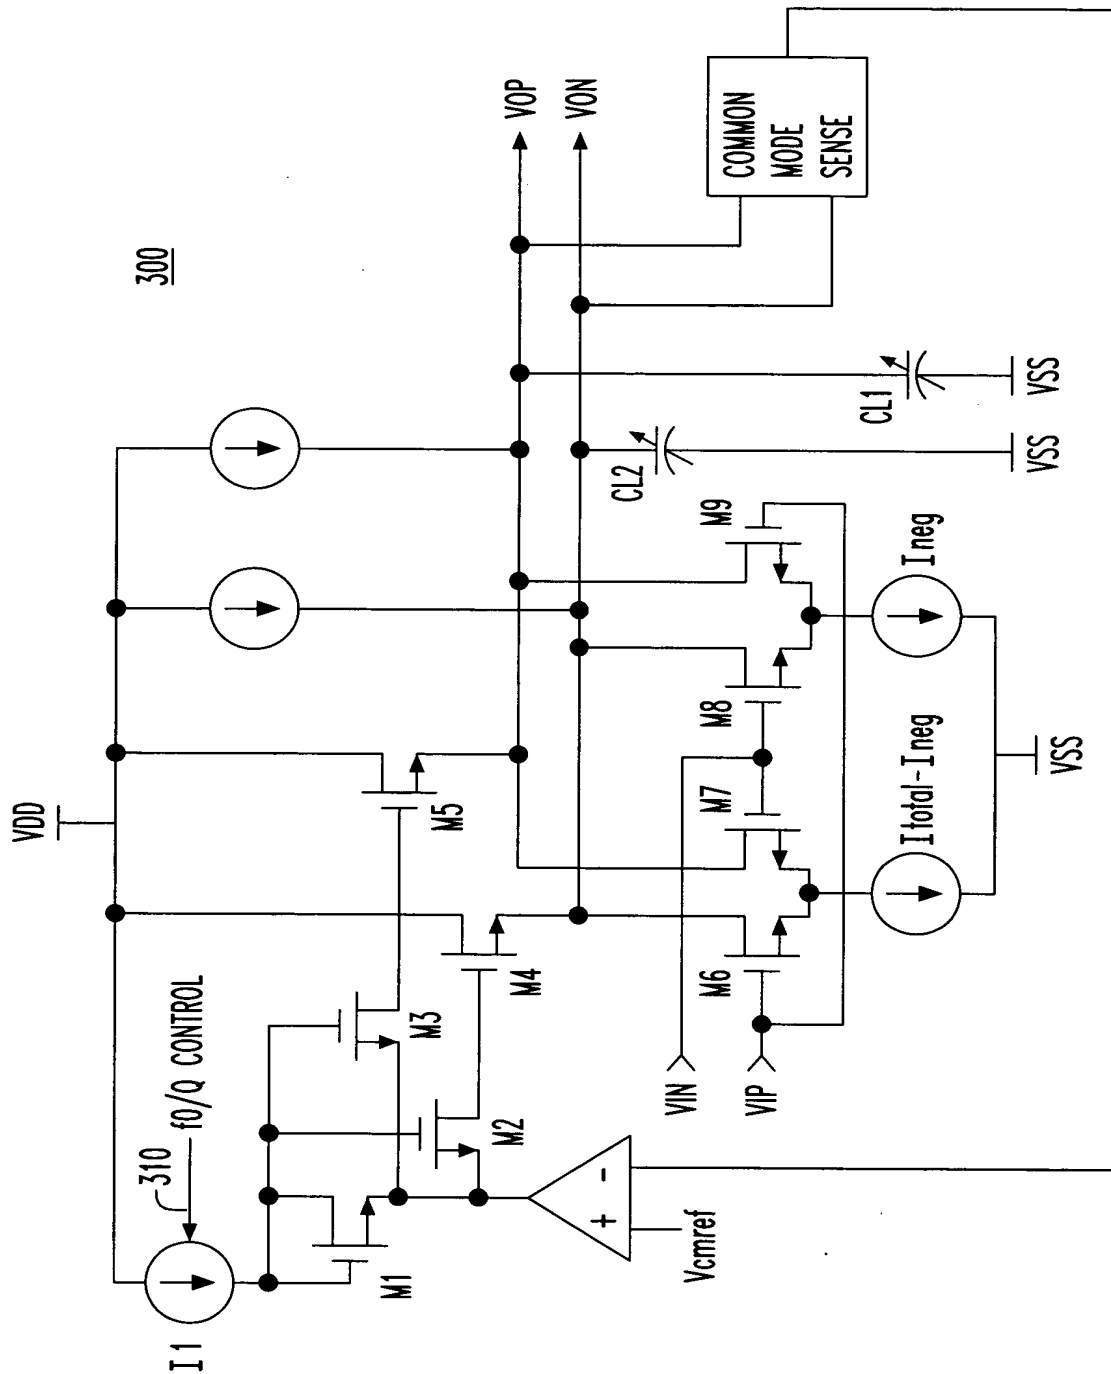 300
VDD
I1
310
f0/Q CONTROL
M1
M2
M3
M4
M5
VOP
VON
COMMON
MODE
SENSE
Vcmref
+
-
VIN
VIP
M6
M7
M8
M9
CL2
CL1
VSS
VSS
Itotal-Ineg
Ineg
VSS